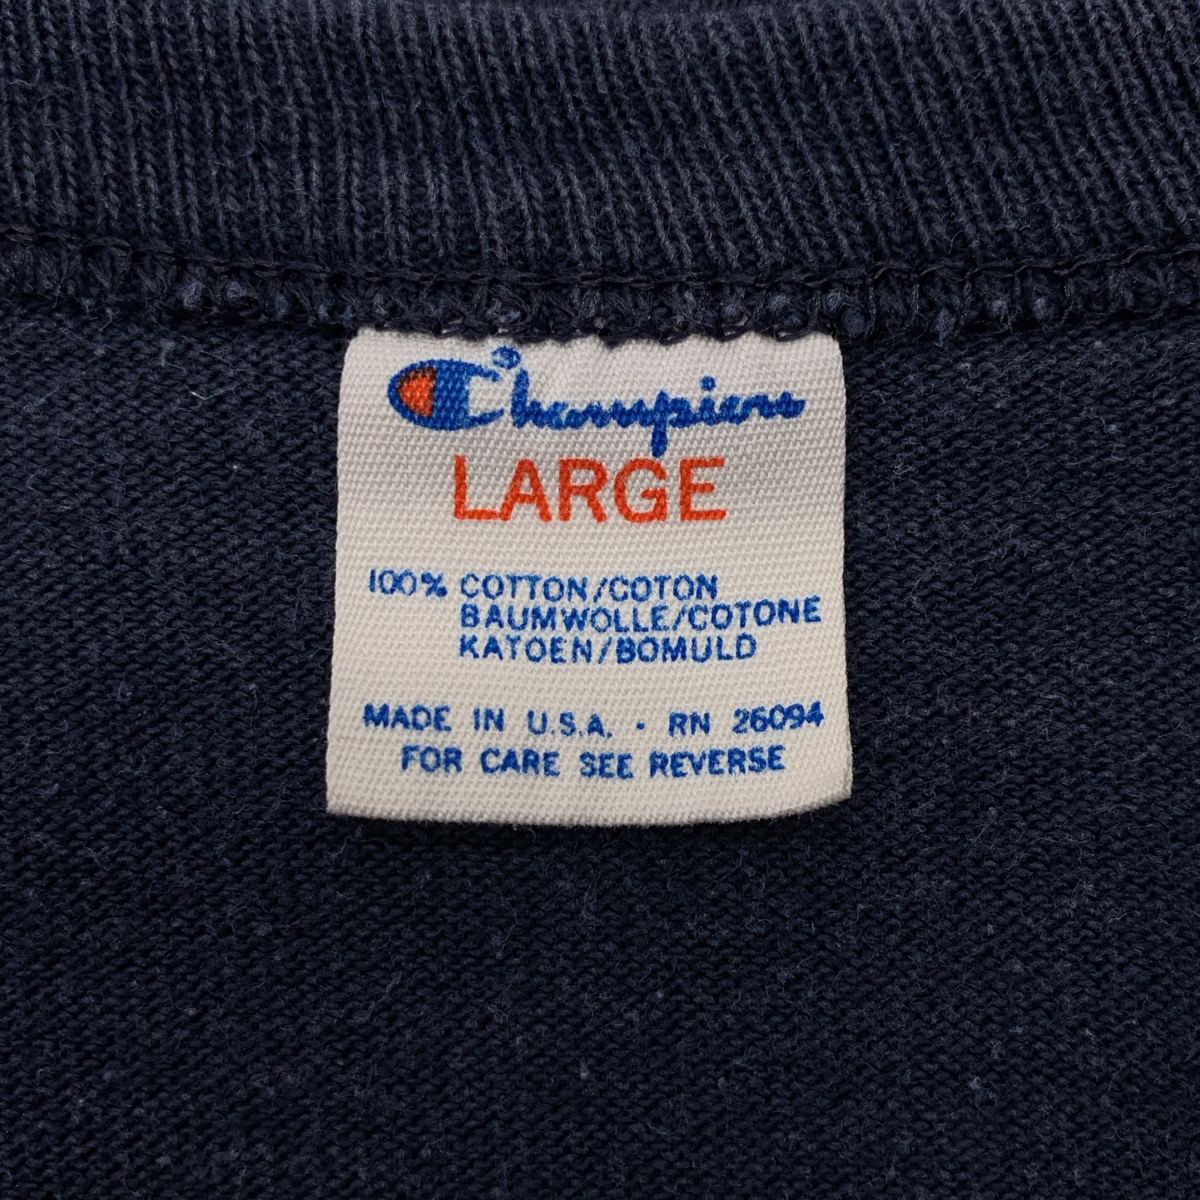 Champion
LARGE
100% COTTON/COTON
BAUMWOLLE/COTONE
KATOEN/BOMULD
MADE IN U.S.A. · RN 26094
FOR CARE SEE REVERSE